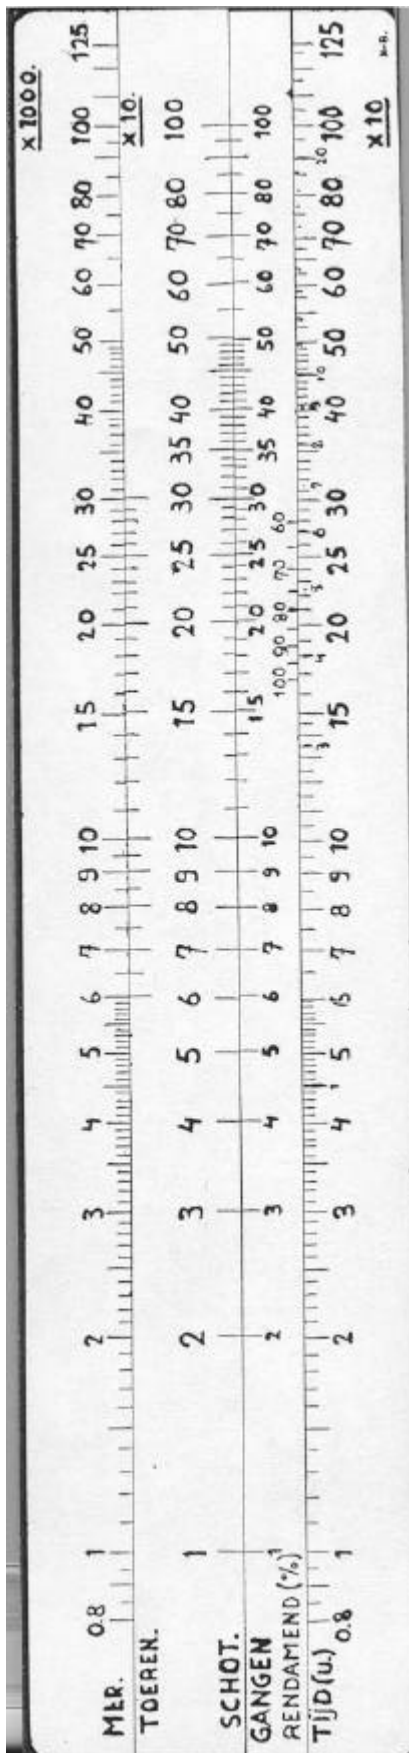 X 1000.
MER. 0.8 1 2 3 4 5 6 7 8 9 10 15 20 25 30 40 50 60 70 80 100 125
TOEREN. X 10.
SCHOT. 1 2 3 4 5 6 7 8 9 10 15 20 25 30 35 40 50 60 70 80 100
GANGEN 1 2 3 4 5 6 7 8 9 10 15 20 25 30 35 40 50 60 70 80 100
RENDAMEND (%) 100 90 80 70 60
TIJD(u.) 0.8 1 2 3 4 5 6 7 8 9 10 15 20 25 30 40 50 60 70 80 100 125
X 10